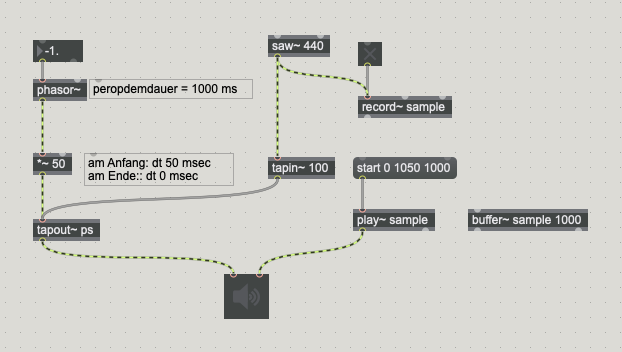 -1.
saw~ 440
phasor~
peropdemdauer = 1000 ms
record~ sample
*~ 50
am Anfang: dt 50 msec
am Ende:: dt 0 msec
tapin~ 100
start 0 1050 1000
tapout~ ps
play~ sample
buffer~ sample 1000